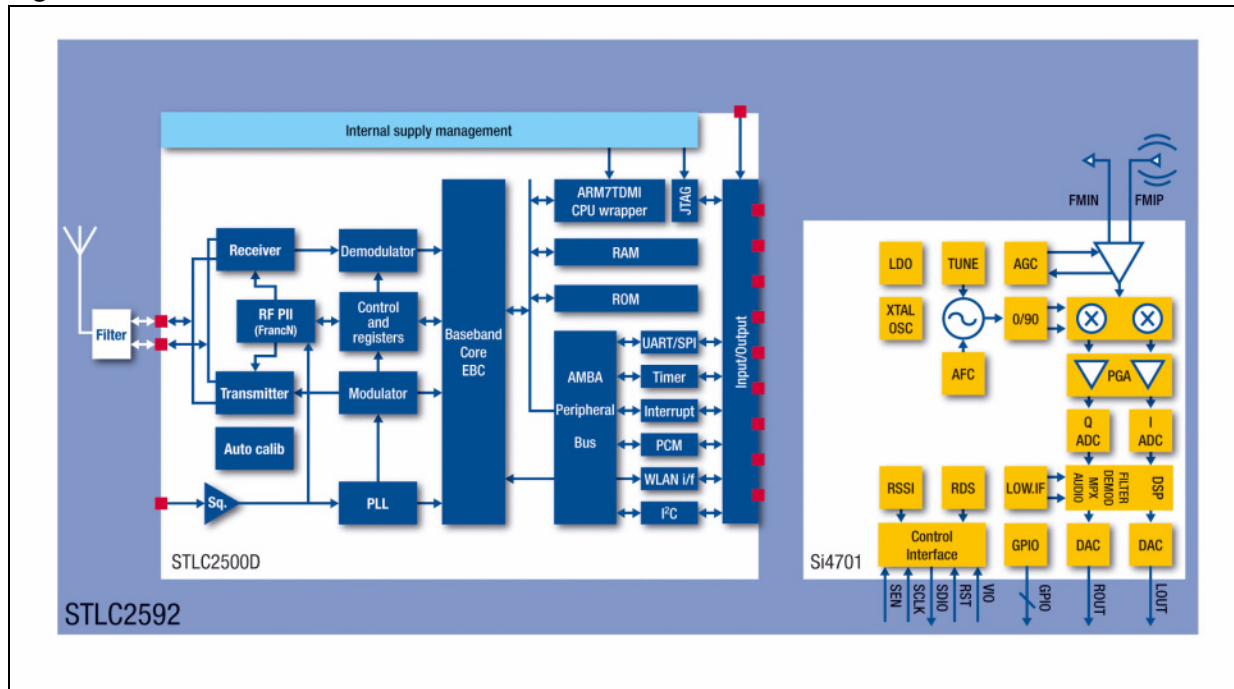 Internal supply management
ARM7TDMI
CPU wrapper
JTAG
RAM
ROM
Receiver
Demodulator
RF Pll
(FrancN)
Control
and
registers
Baseband
Core
EBC
Filter
Transmitter
Modulator
Auto calib
Sq.
PLL
AMBA
Peripheral
Bus
UART/SPI
Timer
Interrupt
PCM
WLAN i/f
I²C
Input/Output
STLC2500D
STLC2592
FMIN
FMIP
LDO
TUNE
AGC
XTAL
OSC
0/90
AFC
PGA
Q
ADC
I
ADC
RSSI
RDS
LOW.IF
FILTER
DEMOD
MPX
AUDIO
DSP
Control
Interface
GPIO
DAC
DAC
Si4701
SEN
SCLK
SDIO
RST
VIO
GPIO
ROUT
LOUT